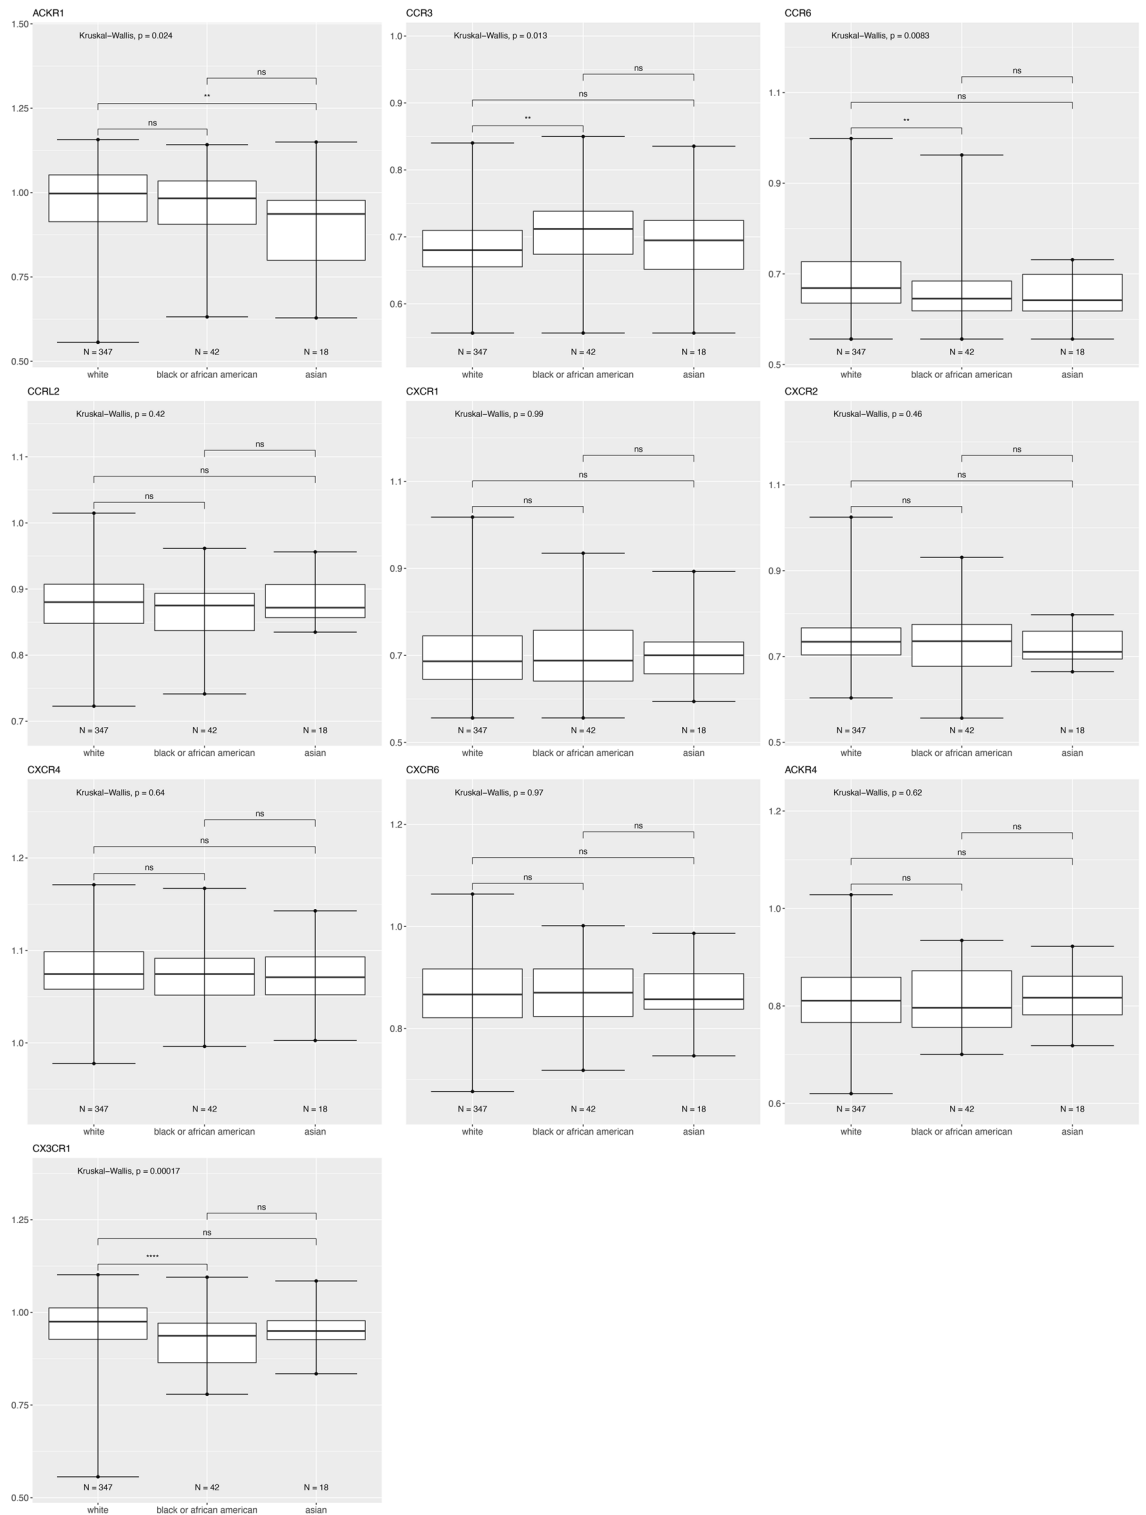 ACKR1
Kruskal−Wallis, p = 0.024
ns
**
ns
1.50
1.25
1.00
0.75
0.50
N = 347 N = 42 N = 18
white black or african american asian
CCR3
Kruskal−Wallis, p = 0.013
ns
ns
**
1.0
0.9
0.8
0.7
0.6
N = 347 N = 42 N = 18
white black or african american asian
CCR6
Kruskal−Wallis, p = 0.0083
ns
ns
**
1.1
0.9
0.7
0.5
N = 347 N = 42 N = 18
white black or african american asian
CCRL2
Kruskal−Wallis, p = 0.42
ns
ns
ns
1.1
1.0
0.9
0.8
0.7
N = 347 N = 42 N = 18
white black or african american asian
CXCR1
Kruskal−Wallis, p = 0.99
ns
ns
ns
1.1
0.9
0.7
0.5
N = 347 N = 42 N = 18
white black or african american asian
CXCR2
Kruskal−Wallis, p = 0.46
ns
ns
ns
1.1
0.9
0.7
0.5
N = 347 N = 42 N = 18
white black or african american asian
CXCR4
Kruskal−Wallis, p = 0.64
ns
ns
ns
1.2
1.1
1.0
N = 347 N = 42 N = 18
white black or african american asian
CXCR6
Kruskal−Wallis, p = 0.97
ns
ns
ns
1.2
1.0
0.8
N = 347 N = 42 N = 18
white black or african american asian
ACKR4
Kruskal−Wallis, p = 0.62
ns
ns
ns
1.2
1.0
0.8
0.6
N = 347 N = 42 N = 18
white black or african american asian
CX3CR1
Kruskal−Wallis, p = 0.00017
ns
ns
****
1.25
1.00
0.75
0.50
N = 347 N = 42 N = 18
white black or african american asian